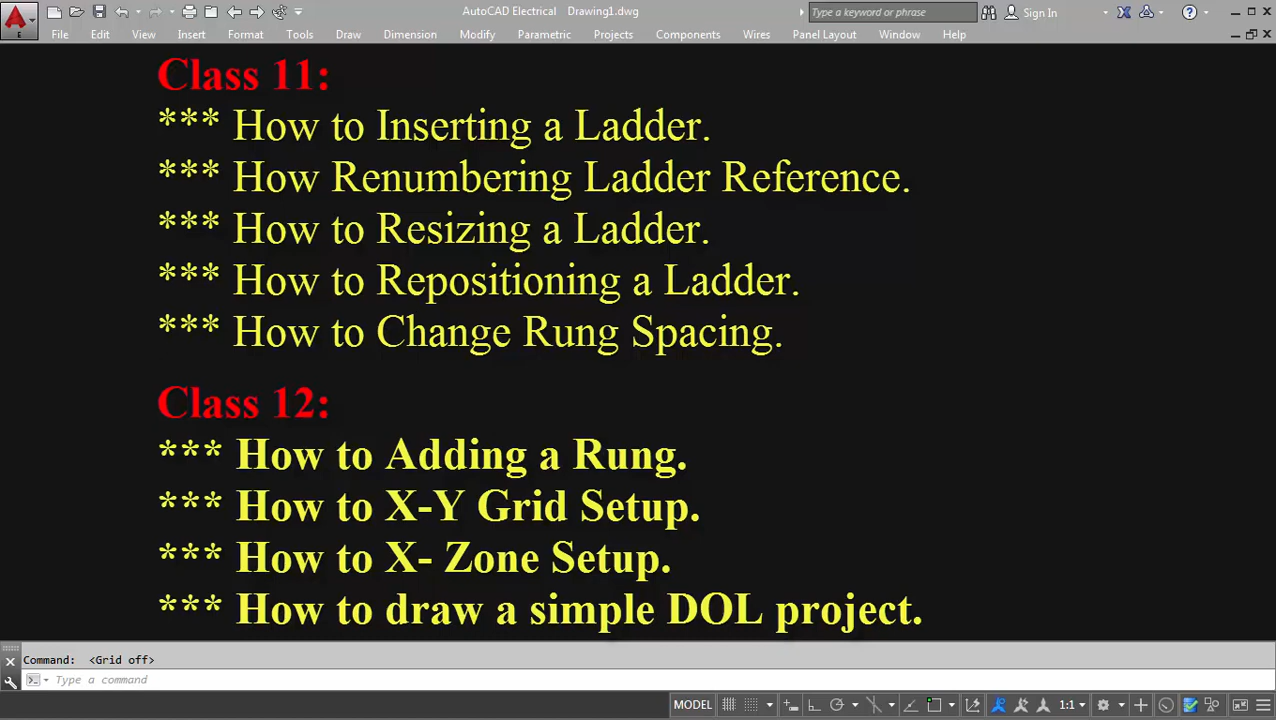 AutoCAD Electrical Drawing1.dwg
Type a keyword or phrase
Sign In
E
File Edit View Insert Format Tools Draw Dimension Modify Parametric Projects Components Wires Panel Layout Window Help
Class 11:
*** How to Inserting a Ladder.
*** How Renumbering Ladder Reference.
*** How to Resizing a Ladder.
*** How to Repositioning a Ladder.
*** How to Change Rung Spacing.
Class 12:
*** How to Adding a Rung.
*** How to X-Y Grid Setup.
*** How to X- Zone Setup.
*** How to draw a simple DOL project.
Command: <Grid off>
Type a command
MODEL 1:1